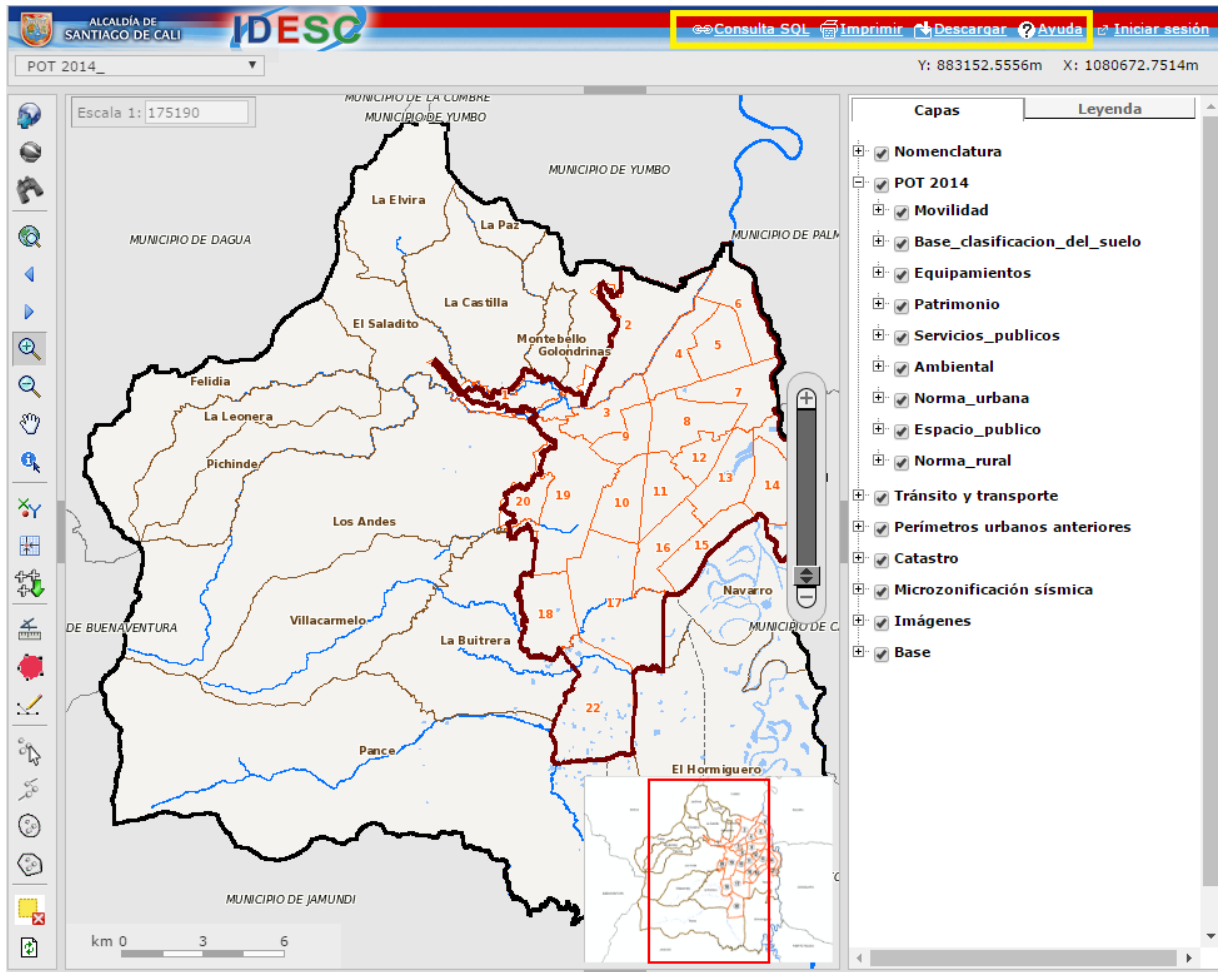 ALCALDÍA DE
SANTIAGO DE CALI
IDESC
Consulta SQL Imprimir Descargar Ayuda Iniciar sesión
POT 2014_
Y: 883152.5556m X: 1080672.7514m
Escala 1: 175190
MUNICIPIO DE LA CUMBRE
MUNICIPIO DE YUMBO
MUNICIPIO DE YUMBO
La Elvira
La Paz
MUNICIPIO DE DAGUA
MUNICIPIO DE PALM
La Castilla
6
El Saladito
2
Montebello
5
Golondrinas
4
Felidia
7
1
La Leonera
3
8
9
Pichinde
12
13
14
20
19
10
11
Los Andes
16
15
Navarro
17
18
Villacarmelo
DE BUENAVENTURA
MUNICIPIO DE C
La Buitrera
22
Pance
El Hormiguero
MUNICIPIO DE JAMUNDI
km 0 3 6
Capas
Leyenda
Nomenclatura
POT 2014
Movilidad
Base_clasificacion_del_suelo
Equipamientos
Patrimonio
Servicios_publicos
Ambiental
Norma_urbana
Espacio_publico
Norma_rural
Tránsito y transporte
Perímetros urbanos anteriores
Catastro
Microzonificación sísmica
Imágenes
Base